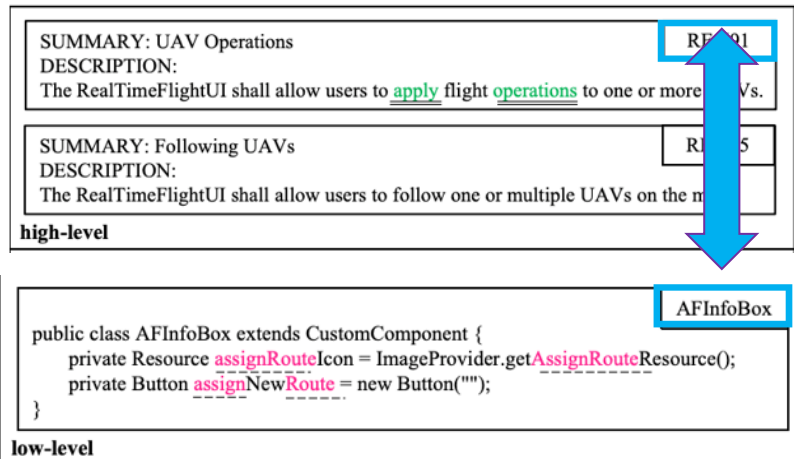 SUMMARY: UAV Operations
DESCRIPTION:
The RealTimeFlightUI shall allow users to apply flight operations to one or more
SUMMARY: Following UAVs
DESCRIPTION:
The RealTimeFlightUI shall allow users to follow one or multiple UAVs on the
high-level
AFInfoBox
public class AFInfoBox extends CustomComponent {
private Resource assignRouteIcon = ImageProvider.getAssignRouteResource();
private Button assignNewRoute = new Button("");
}
low-level